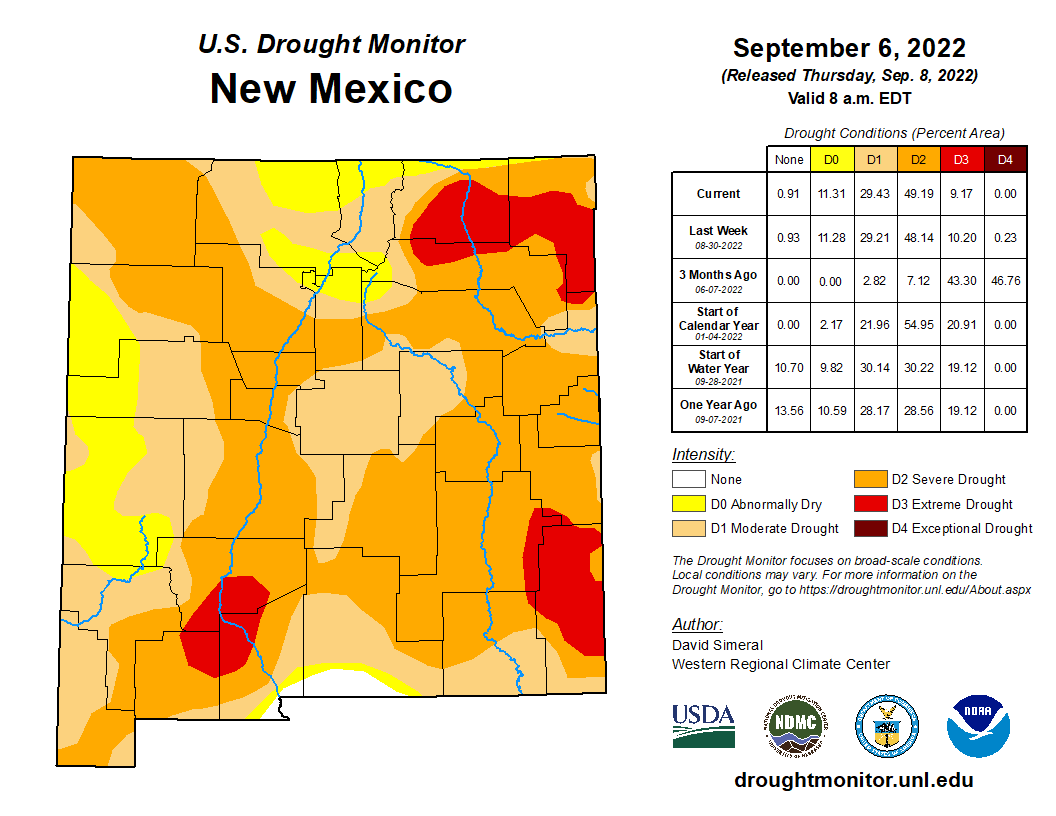 U.S. Drought Monitor
New Mexico
September 6, 2022
(Released Thursday, Sep. 8, 2022)
Valid 8 a.m. EDT
Drought Conditions (Percent Area)
None D0 D1 D2 D3 D4
Current 0.91 11.31 29.43 49.19 9.17 0.00
Last Week
08-30-2022 0.93 11.28 29.21 48.14 10.20 0.23
3 Months Ago
06-07-2022 0.00 0.00 2.82 7.12 43.30 46.76
Start of
Calendar Year
01-04-2022 0.00 2.17 21.96 54.95 20.91 0.00
Start of
Water Year
09-28-2021 10.70 9.82 30.14 30.22 19.12 0.00
One Year Ago
09-07-2021 13.56 10.59 28.17 28.56 19.12 0.00
Intensity:
None
D0 Abnormally Dry
D1 Moderate Drought
D2 Severe Drought
D3 Extreme Drought
D4 Exceptional Drought
The Drought Monitor focuses on broad-scale conditions.
Local conditions may vary. For more information on the
Drought Monitor, go to https://droughtmonitor.unl.edu/About.aspx
Author:
David Simeral
Western Regional Climate Center
USDA
NDMC
NOAA
droughtmonitor.unl.edu